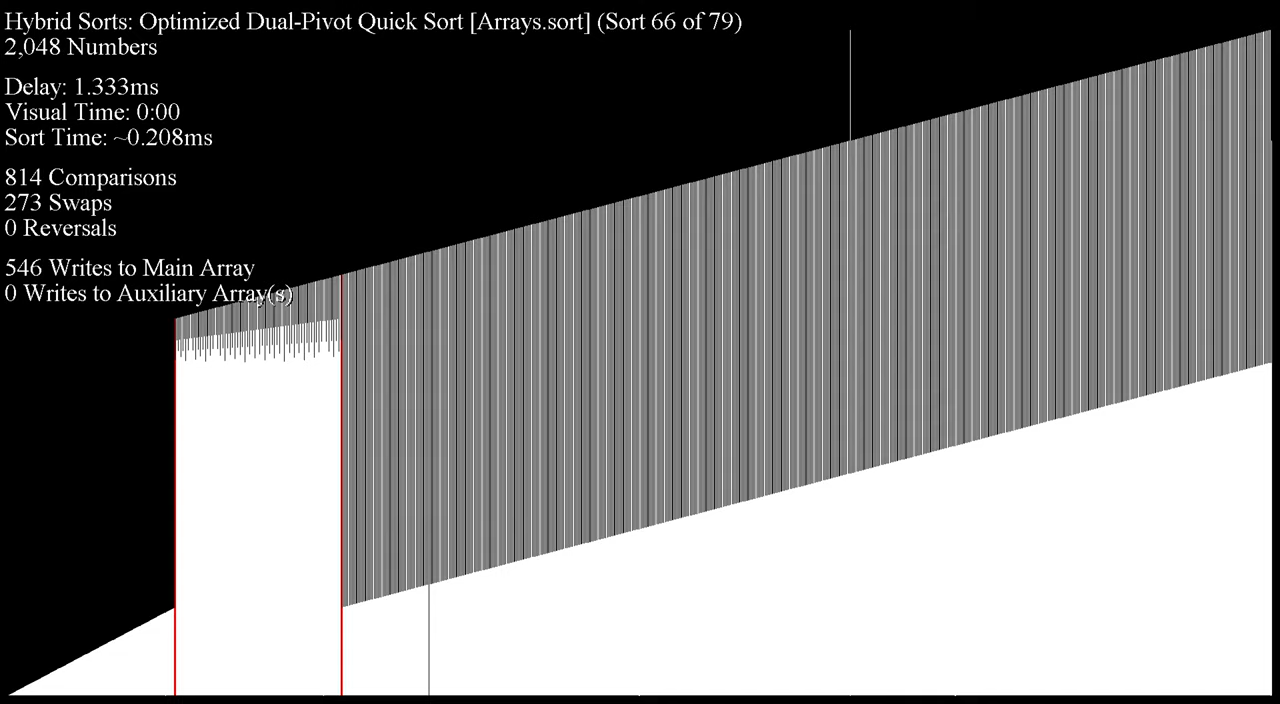 Hybrid Sorts: Optimized Dual-Pivot Quick Sort [Arrays.sort] (Sort 66 of 79)
2,048 Numbers
Delay: 1.333ms
Visual Time: 0:00
Sort Time: ~0.208ms
814 Comparisons
273 Swaps
0 Reversals
546 Writes to Main Array
0 Writes to Auxiliary Array(s)